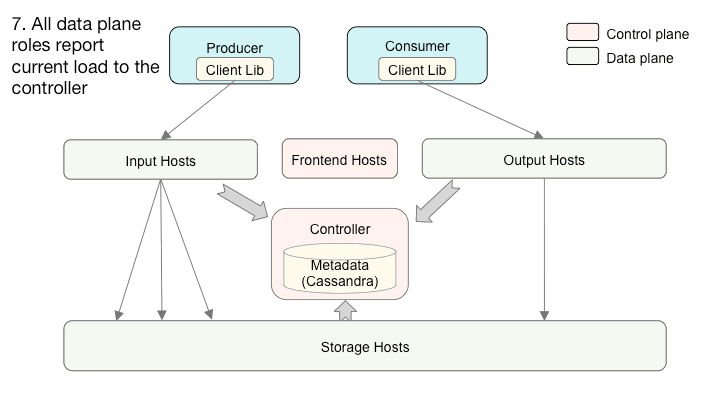 7. All data plane
roles report
current load to the
controller
Producer
Client Lib
Consumer
Client Lib
Control plane
Data plane
Input Hosts
Frontend Hosts
Output Hosts
Controller
Metadata
(Cassandra)
Storage Hosts